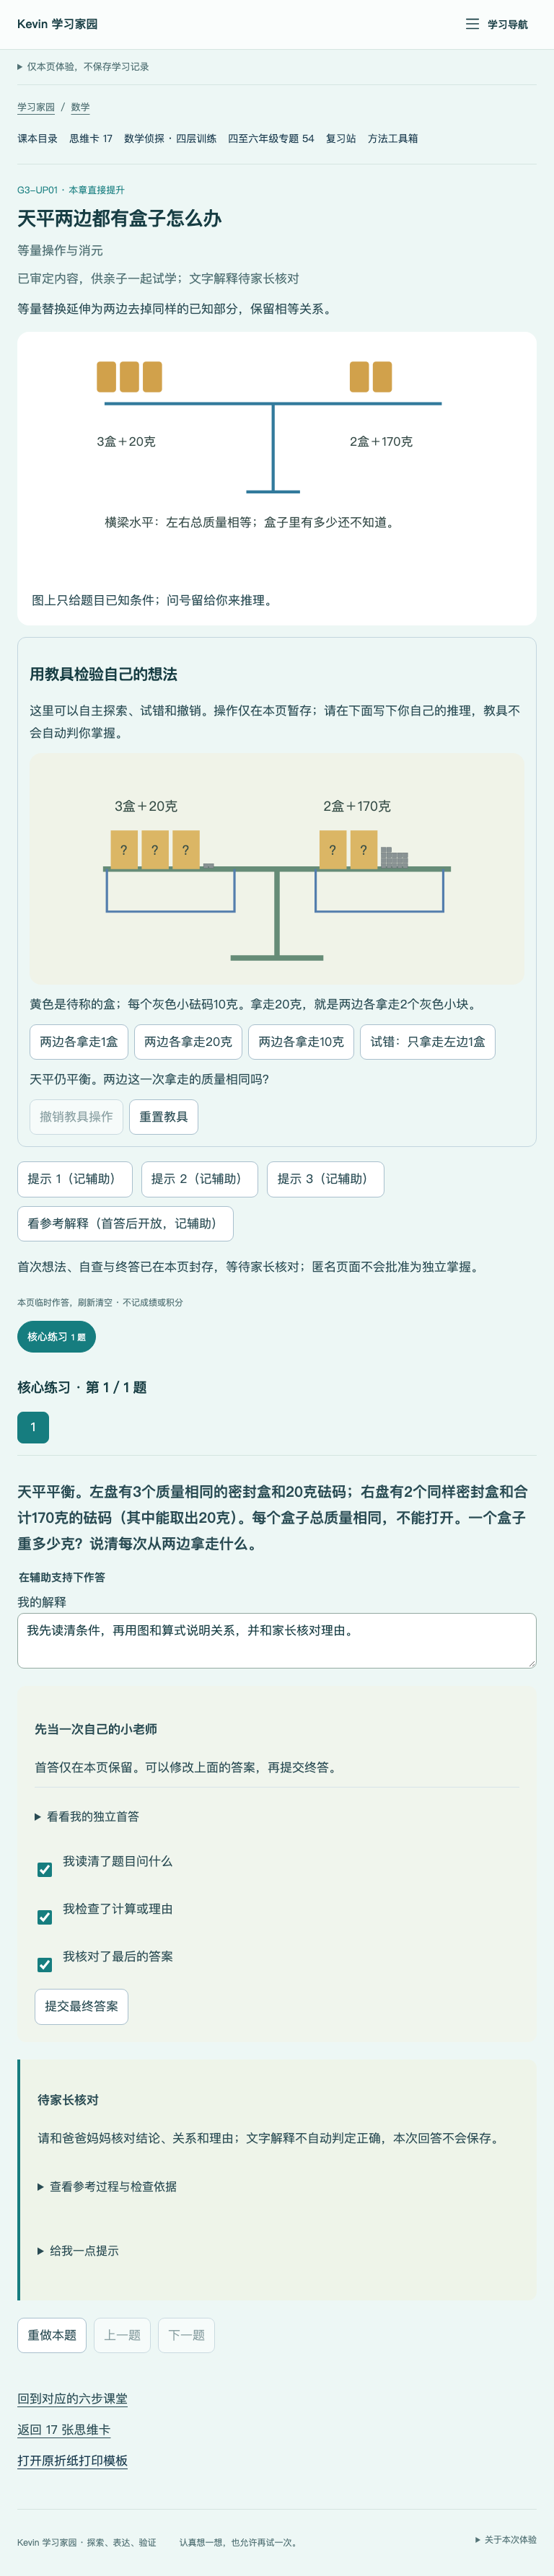 Kevin 学习家园
学习导航
仅本页体验，不保存学习记录
学习家园 / 数学
课本目录 思维卡 17 数学侦探 · 四层训练 四至六年级专题 54 复习站 方法工具箱
G3-UP01 · 本章直接提升
天平两边都有盒子怎么办
等量操作与消元
已审定内容，供亲子一起试学；文字解释待家长核对
等量替换延伸为两边去掉同样的已知部分，保留相等关系。
3盒＋20克
2盒＋170克
横梁水平：左右总质量相等；盒子里有多少还不知道。
图上只给题目已知条件；问号留给你来推理。
用教具检验自己的想法
这里可以自主探索、试错和撤销。操作仅在本页暂存；请在下面写下你自己的推理，教具不
会自动判你掌握。
3盒＋20克
2盒＋170克
? ? ? ? ?
黄色是待称的盒；每个灰色小砝码10克。拿走20克，就是两边各拿走2个灰色小块。
两边各拿走1盒 两边各拿走20克 两边各拿走10克 试错：只拿走左边1盒
天平仍平衡。两边这一次拿走的质量相同吗?
撤销教具操作 重置教具
提示 1（记辅助） 提示 2（记辅助） 提示 3（记辅助）
看参考解释（首答后开放，记辅助）
首次想法、自查与终答已在本页封存，等待家长核对；匿名页面不会批准为独立掌握。
本页临时作答，刷新清空 · 不记成绩或积分
核心练习 1 题
核心练习 · 第 1 / 1 题
1
天平平衡。左盘有3个质量相同的密封盒和20克砝码；右盘有2个同样密封盒和合
计170克的砝码（其中能取出20克）。每个盒子总质量相同，不能打开。一个盒子
重多少克？说清每次从两边拿走什么。
在辅助支持下作答
我的解释
我先读清条件，再用图和算式说明关系，并和家长核对理由。
先当一次自己的小老师
首答仅在本页保留。可以修改上面的答案，再提交终答。
看看我的独立首答
我读清了题目问什么
我检查了计算或理由
我核对了最后的答案
提交最终答案
待家长核对
请和爸爸妈妈核对结论、关系和理由；文字解释不自动判定正确，本次回答不会保存。
查看参考过程与检查依据
给我一点提示
重做本题 上一题 下一题
回到对应的六步课堂
返回 17 张思维卡
打开原折纸打印模板
Kevin 学习家园 · 探索、表达、验证 认真想一想，也允许再试一次。
关于本次体验